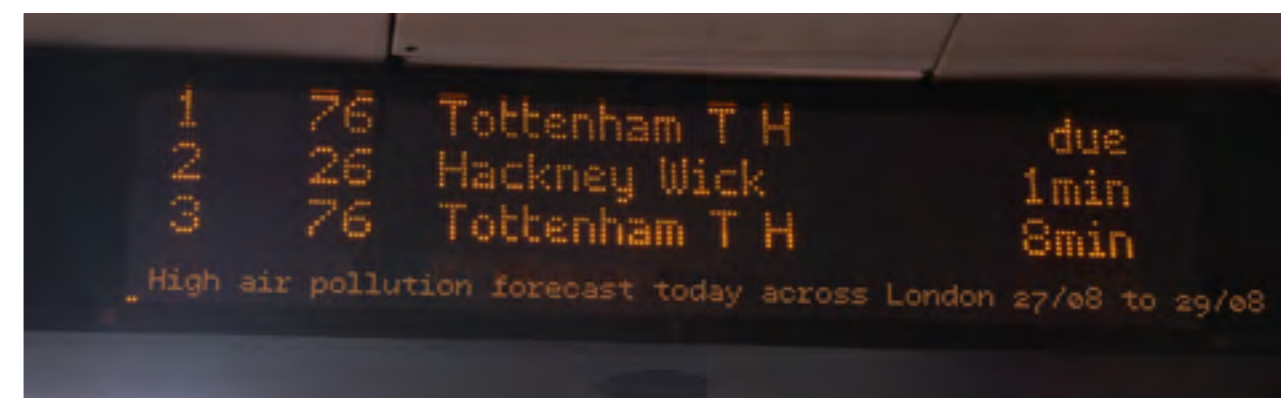 1 76 Tottenham T H due
2 26 Hackney Wick 1min
3 76 Tottenham T H 8min
High air pollution forecast today across London 27/08 to 29/08